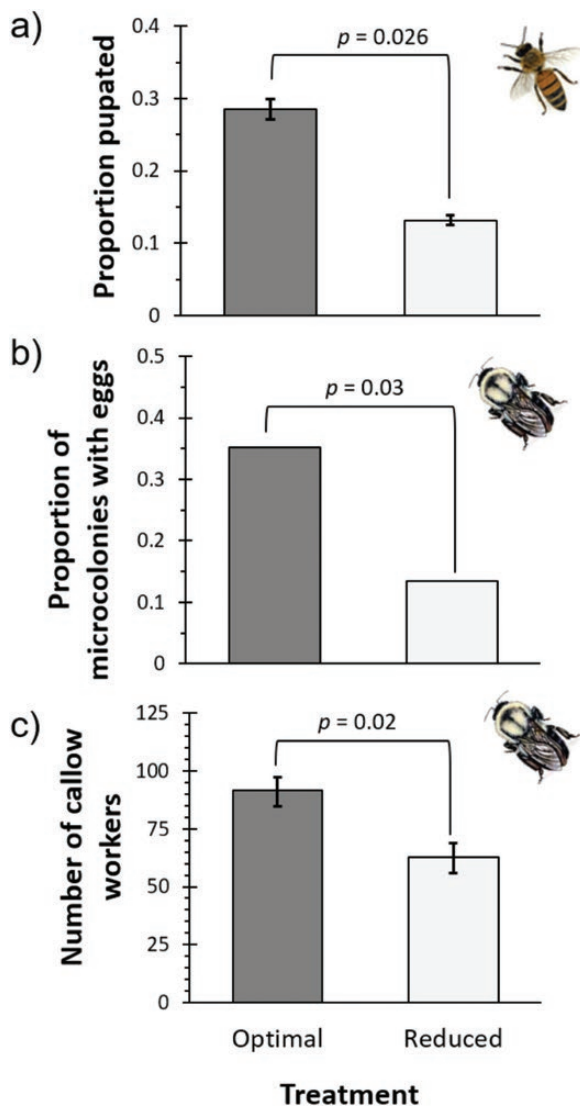 a)
Proportion pupated
0.4
0.3
0.2
0.1
0
p = 0.026
b)
Proportion of
microcolonies with eggs
0.5
0.4
0.3
0.2
0.1
0
p = 0.03
c)
Number of callow
workers
125
100
75
50
25
0
p = 0.02
Optimal Reduced
Treatment